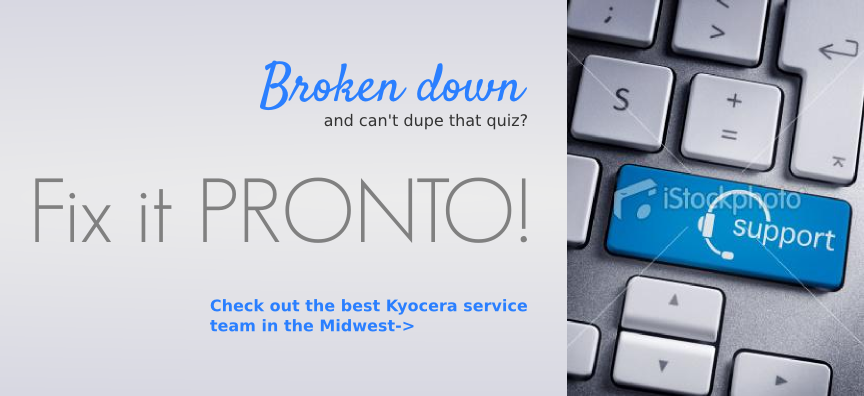 Broken down
and can't dupe that quiz?
Fix it PRONTO!
Check out the best Kyocera service
team in the Midwest->
;
>
S
+
=
iStockphoto
support